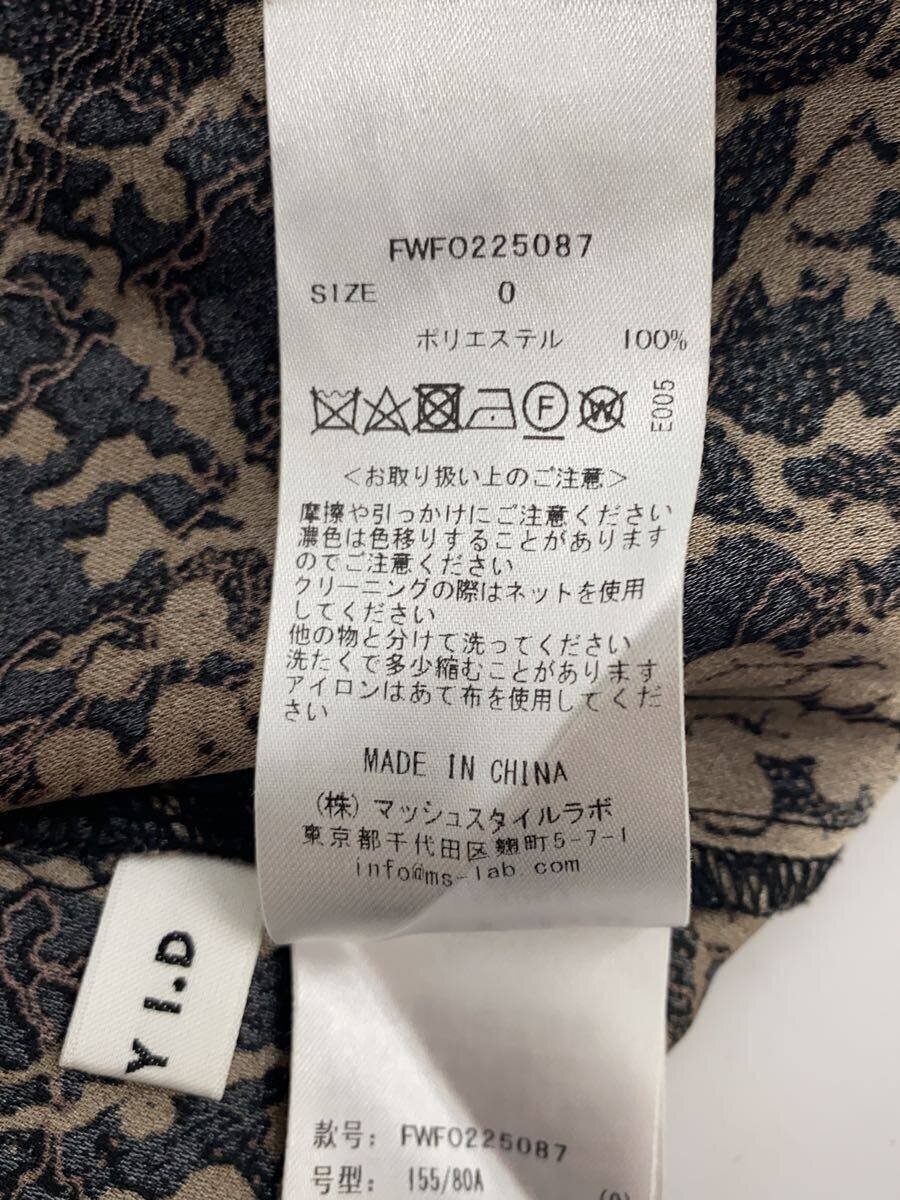 FWFO225087
SIZE 0
ポリエステル 100%
F W E005
<お取り扱い上のご注意>
摩擦や引っかけにご注意ください
濃色は色移りすることがあります
のでご注意ください
クリーニングの際はネットを使用
してください
他の物と分けて洗ってください
洗たくで多少縮むことがあります
アイロンはあて布を使用してくだ
さい
MADE IN CHINA
(株)マッシュスタイルラボ
東京都千代田区麹町5-7-1
info@ms-lab.com
Y I.D
款号: FWFO225087
号型: 155/80A